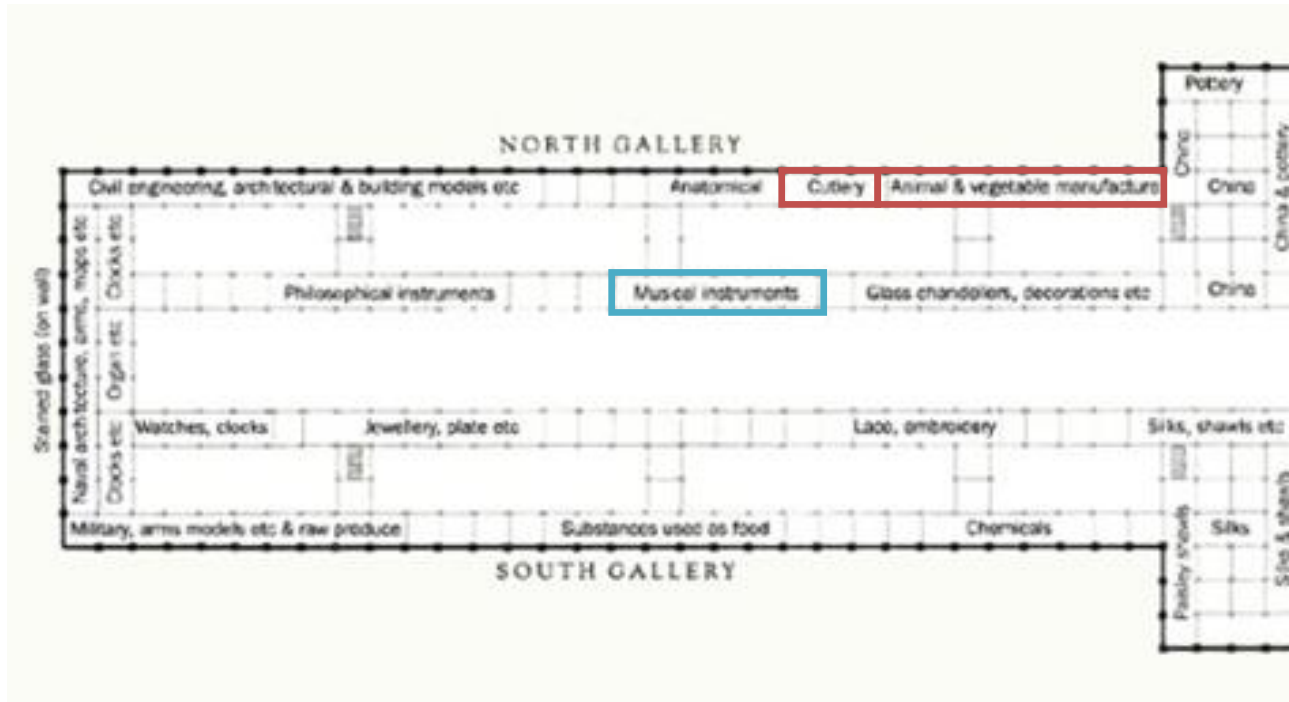 Pottery
NORTH GALLERY
China
China & pottery
Civil engineering, architectural & building models etc
Anatomical
Cutlery
Animal & vegetable manufacture
China
Stained glass (on wall)
Naval architecture, arms, maps etc
Clocks etc
Philosophical instruments
Musical instruments
Glass chandeliers, decorations etc
China
Organ etc
Clocks etc
Watches, clocks
Jewellery, plate etc
Lace, embroidery
Silks, shawls etc
Military, arms models etc & raw produce
Substances used as food
Chemicals
Paisley shawls
Silks
Silks & shawls
SOUTH GALLERY